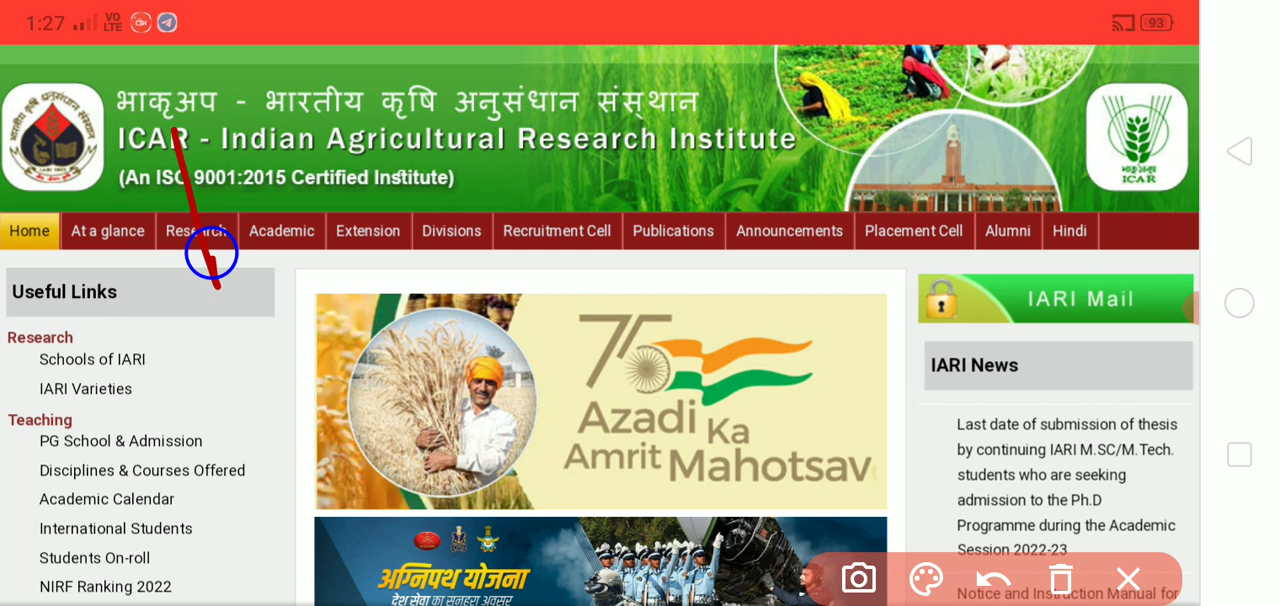 1:27 VO LTE 93
भाकृअप - भारतीय कृषि अनुसंधान संस्थान
ICAR - Indian Agricultural Research Institute
(An ISO 9001:2015 Certified Institute)
ICAR
Home At a glance Research Academic Extension Divisions Recruitment Cell Publications Announcements Placement Cell Alumni Hindi
Useful Links
Research
Schools of IARI
IARI Varieties
Teaching
PG School & Admission
Disciplines & Courses Offered
Academic Calendar
International Students
Students On-roll
NIRF Ranking 2022
75
Azadi Ka
Amrit Mahotsav
अग्निपथ योजना
देश सेवा का सुनहरा अवसर
IARI Mail
IARI News
Last date of submission of thesis
by continuing IARI M.SC/M.Tech.
students who are seeking
admission to the Ph.D
Programme during the Academic
Session 2022-23
Notice and Instruction Manual for